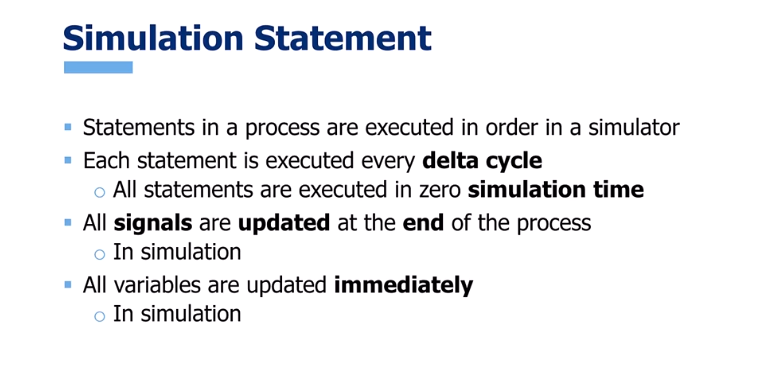 Simulation Statement
▪ Statements in a process are executed in order in a simulator
▪ Each statement is executed every delta cycle
○ All statements are executed in zero simulation time
▪ All signals are updated at the end of the process
○ In simulation
▪ All variables are updated immediately
○ In simulation